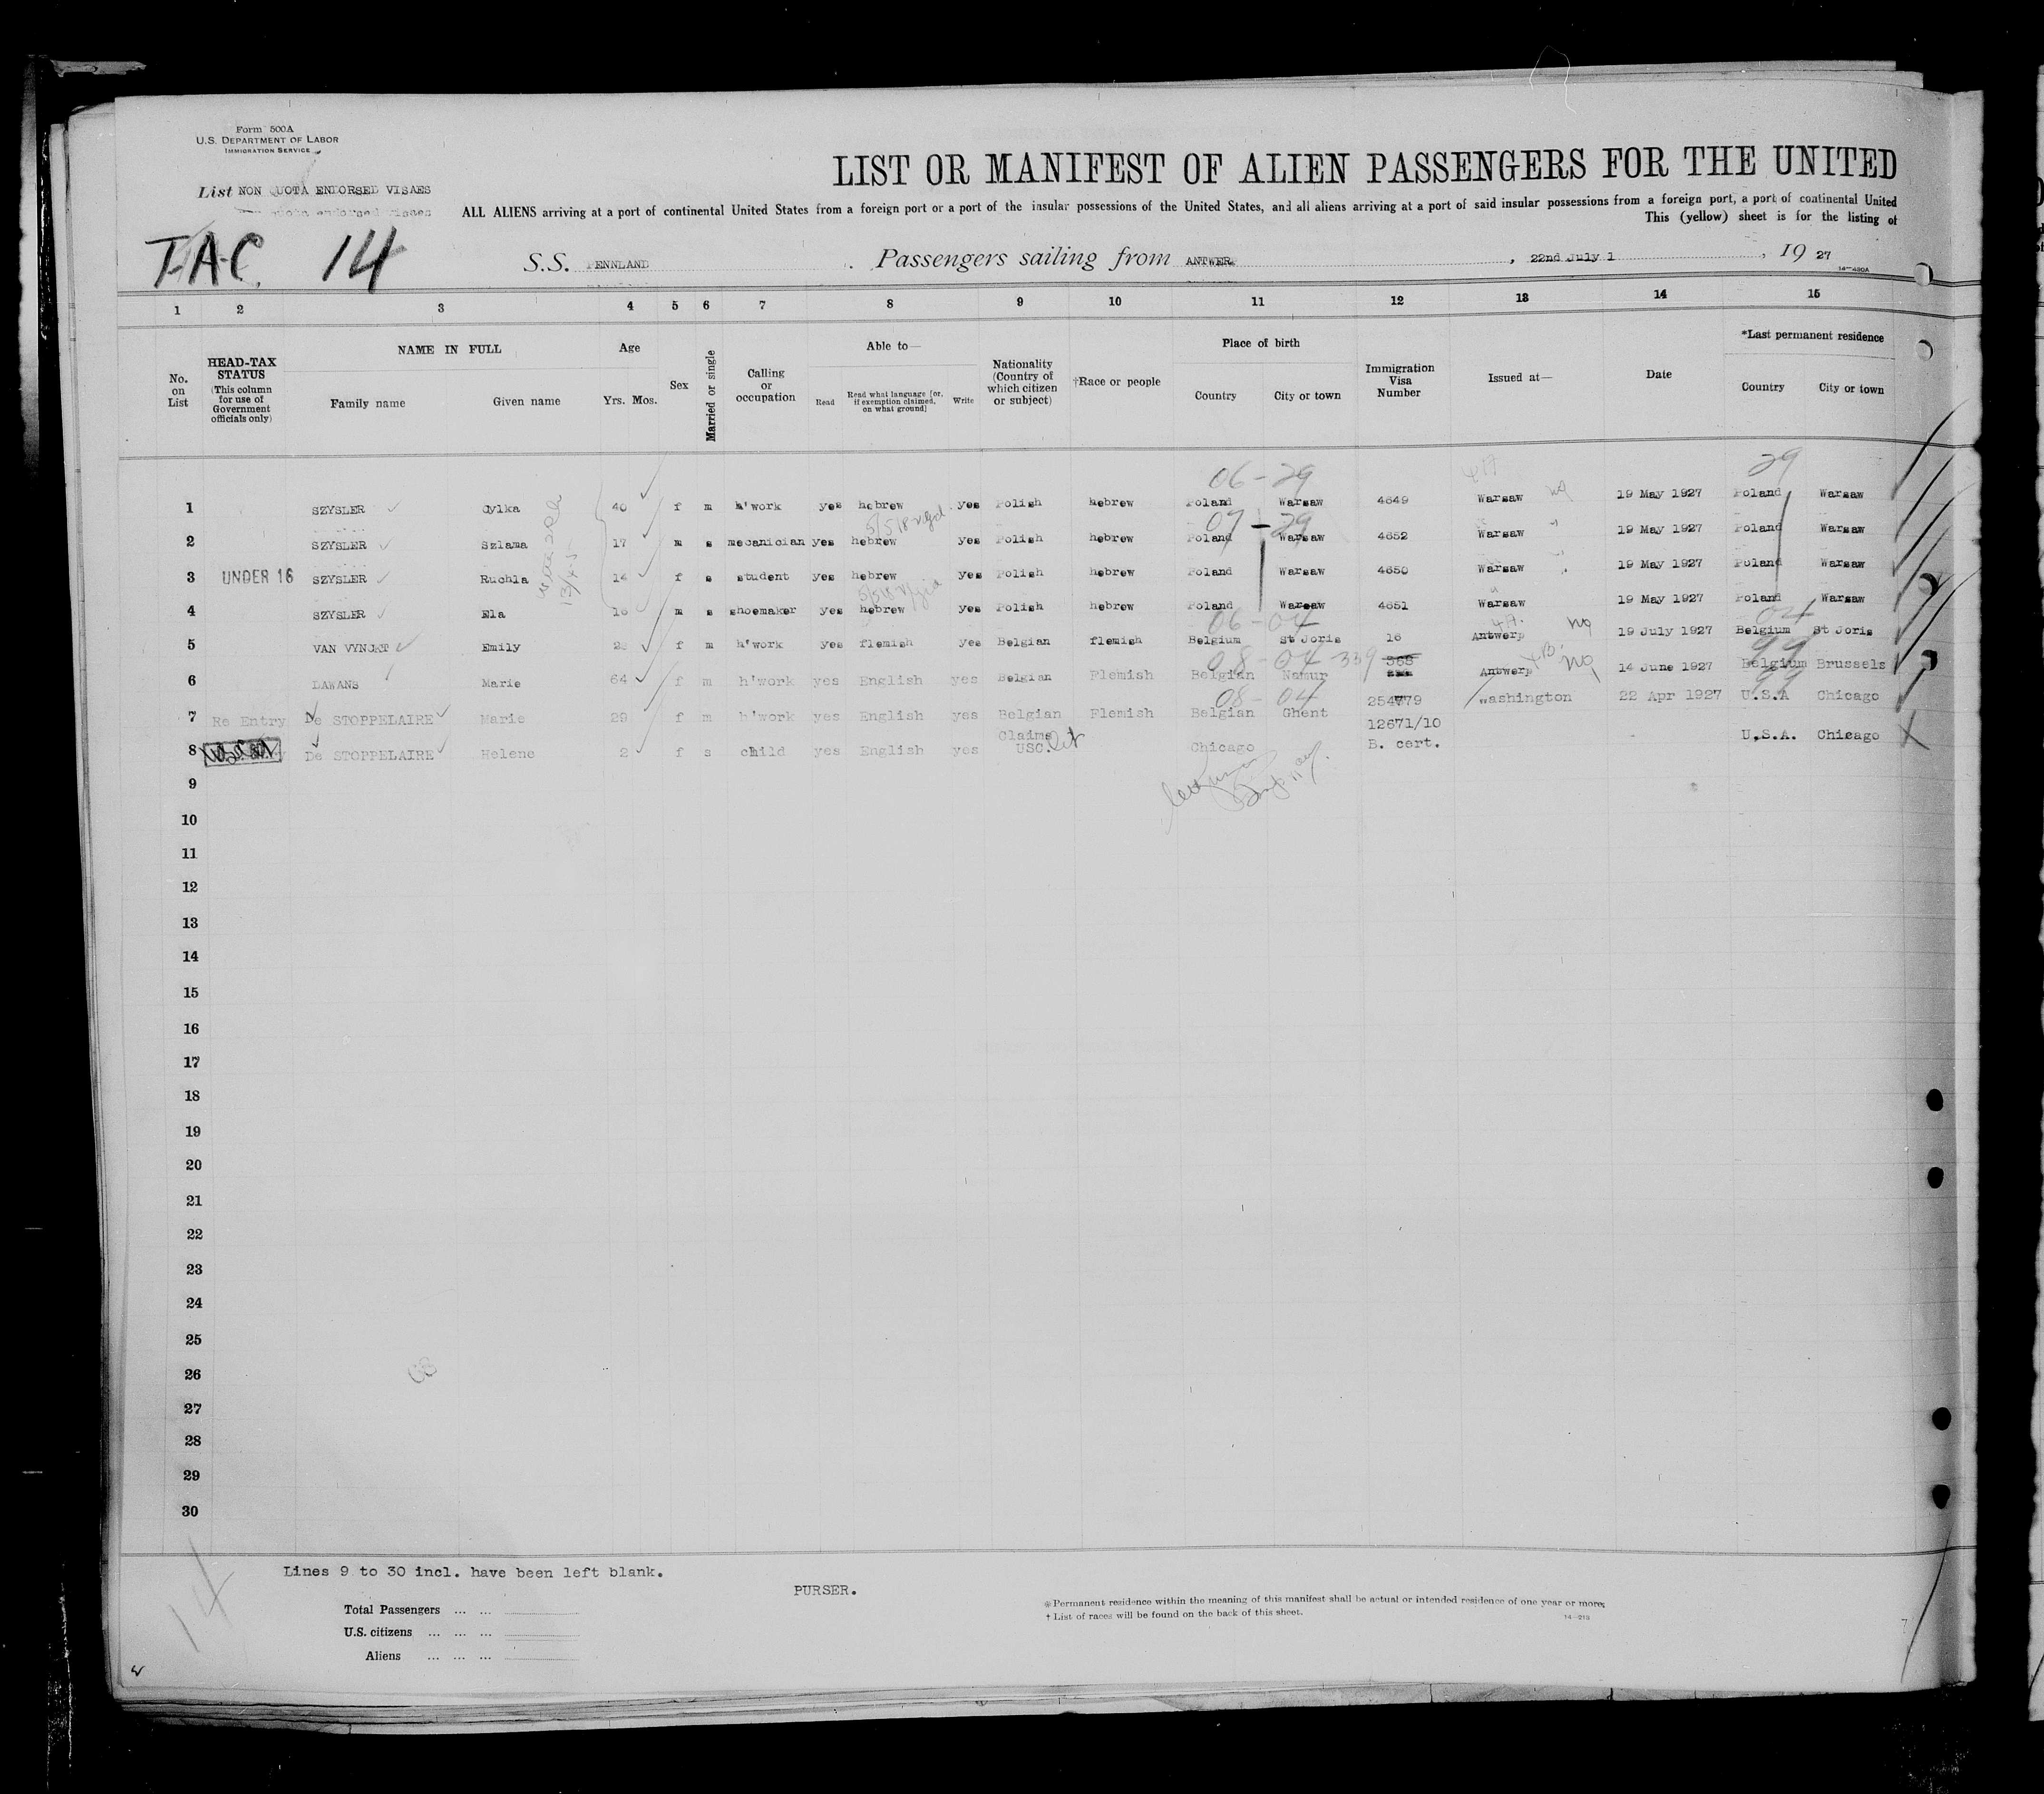 Form 500A
U.S. DEPARTMENT OF LABOR
IMMIGRATION SERVICE
List NON QUOTA ENDORSED VISAES
LIST OR MANIFEST OF ALIEN PASSENGERS FOR THE UNITED
ALL ALIENS arriving at a port of continental United States from a foreign port or a port of the insular possessions of the United States, and all aliens arriving at a port of said insular possessions from a foreign port, a port of continental United
This (yellow) sheet is for the listing of
14
S.S. PENNLAND. Passengers sailing from ANTWERP, 22nd July 1, 19 27
14-430A
1 2 3 4 5 6 7 8 9 10 11 12 13 14 15
No. on List
HEAD-TAX STATUS (This column for use of Government officials only)
NAME IN FULL Family name Given name
Age Yrs. Mos.
Sex
Married or single
Calling or occupation
Able to— Read Read what language [or, if exemption claimed, on what ground] Write
Nationality (Country of which citizen or subject)
†Race or people
Place of birth Country City or town
Immigration Visa Number
Issued at—
Date
*Last permanent residence Country City or town
06-29 29
1 SZYSLER Cylka 40 f m h'work yes hebrew yes Polish hebrew Poland Warsaw 4649 Warsaw 19 May 1927 Poland Warsaw
07-29
2 SZYSLER Szlama 17 m s mecanician yes hebrew yes Polish hebrew Poland Warsaw 4652 Warsaw 19 May 1927 Poland Warsaw
3 UNDER 16 SZYSLER Ruchla 14 f s student yes hebrew yes Polish hebrew Poland Warsaw 4650 Warsaw 19 May 1927 Poland Warsaw
4 SZYSLER Ela 18 m s shoemaker yes hebrew yes Polish hebrew Poland Warsaw 4651 Warsaw 19 May 1927 Poland Warsaw
06-04 04
5 VAN VYNCKT Emily f m h'work yes flemish yes Belgian flemish Belgium St Joris 16 Antwerp 19 July 1927 Belgium St Joris
08-04 339 368 99
6 DAWANS Marie 64 f m h'work yes English yes Belgian Flemish Belgian Namur Antwerp 14 June 1927 Belgium Brussels
08-04 99
7 Re Entry De STOPPELAIRE Marie 29 f m h'work yes English yes Belgian Flemish Belgian Ghent 254779 Washington 22 Apr 1927 U.S.A Chicago
8 De STOPPELAIRE Helene 2 f s child yes English yes Claims USC. Chicago 12671/10 B. cert. U.S.A. Chicago
9
10
11
12
13
14
15
16
17
18
19
20
21
22
23
24
25
26
27
28
29
30
14
Lines 9 to 30 incl. have been left blank.
PURSER.
Total Passengers ... ...
U.S. citizens ... ... ...
Aliens ... ... ...
*Permanent residence within the meaning of this manifest shall be actual or intended residence of one year or more.
†List of races will be found on the back of this sheet.
14-213